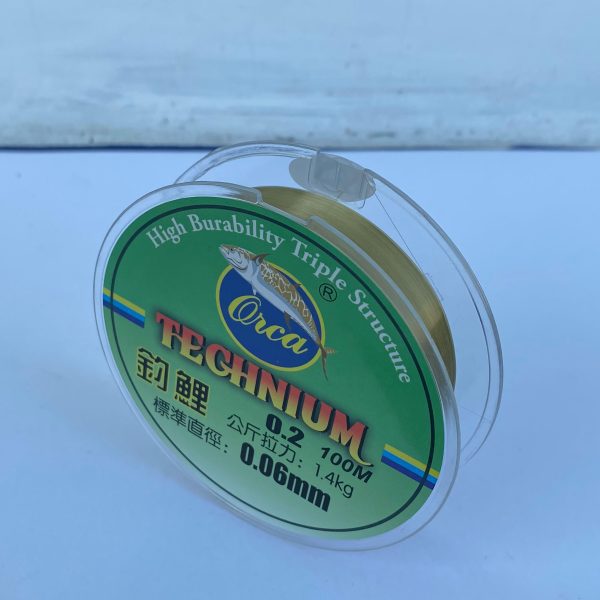 High Burability Triple Structure
®
Orca
TECHNIUM
釣鯉
0.2 100M
公斤拉力：1.4kg
標準直徑：0.06mm